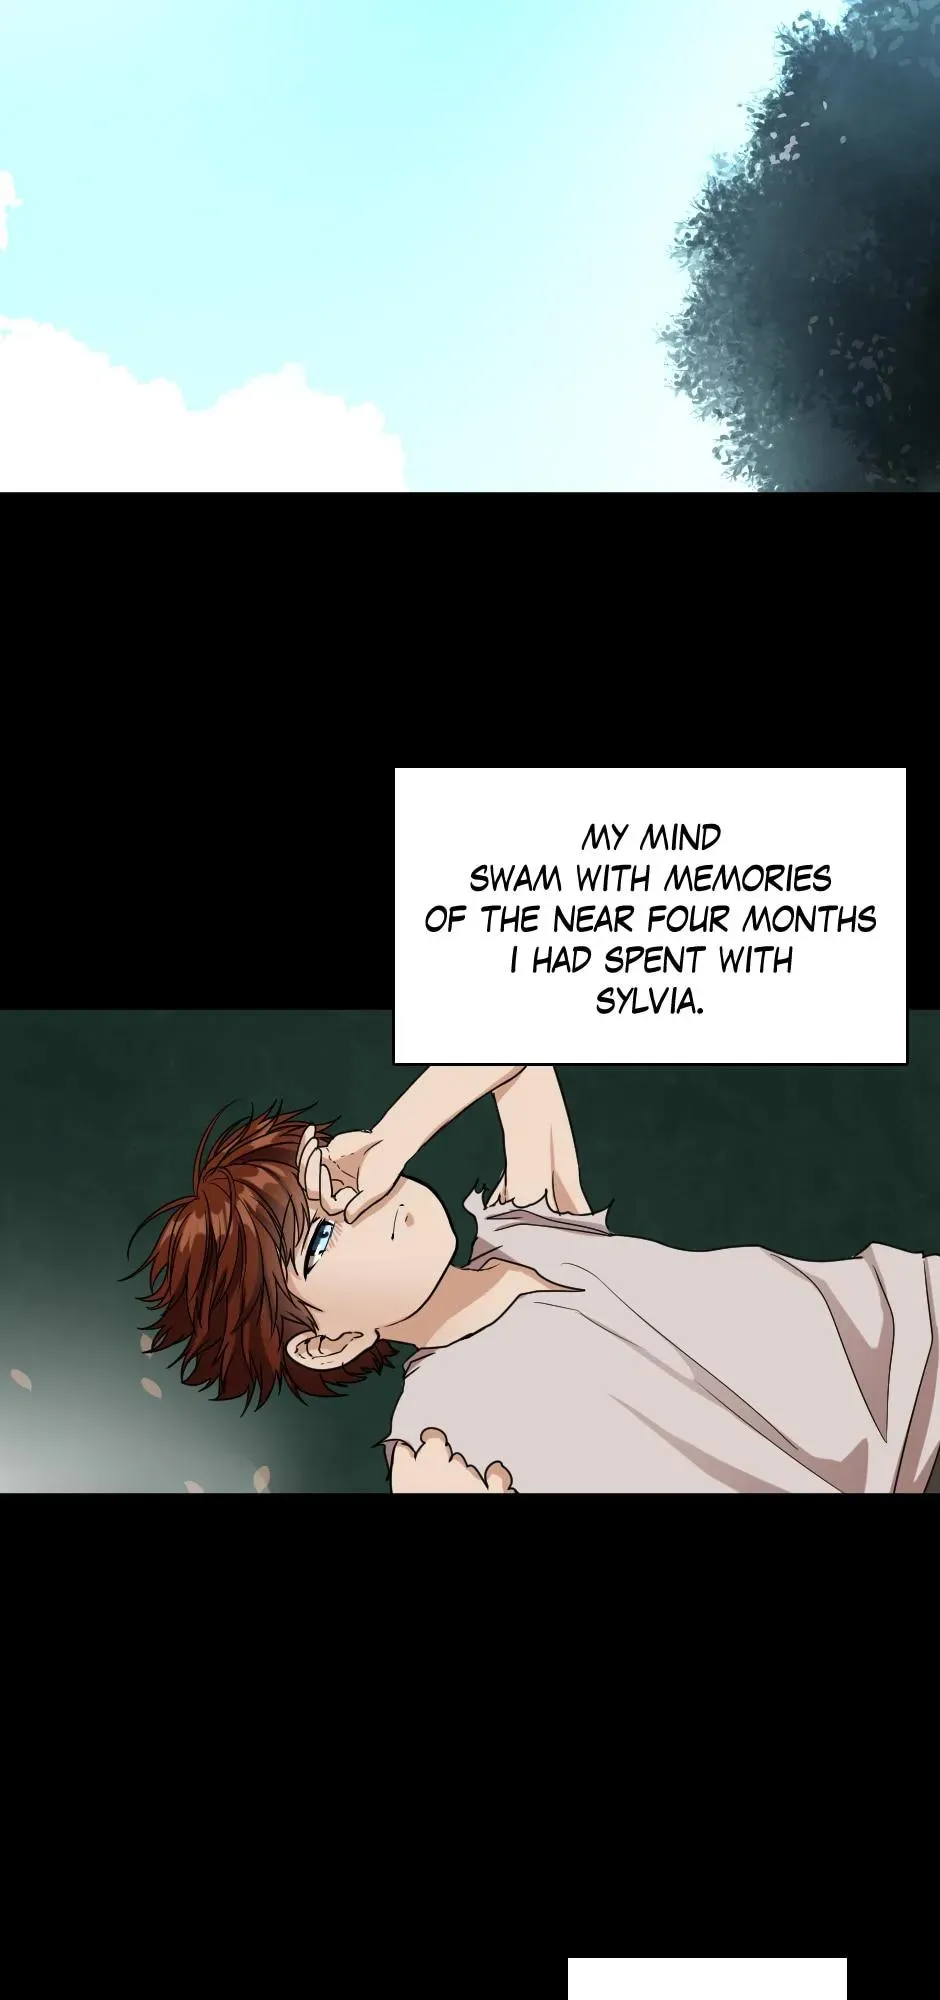 MY MIND
SWAM WITH MEMORIES
OF THE NEAR FOUR MONTHS
I HAD SPENT WITH
SYLVIA.